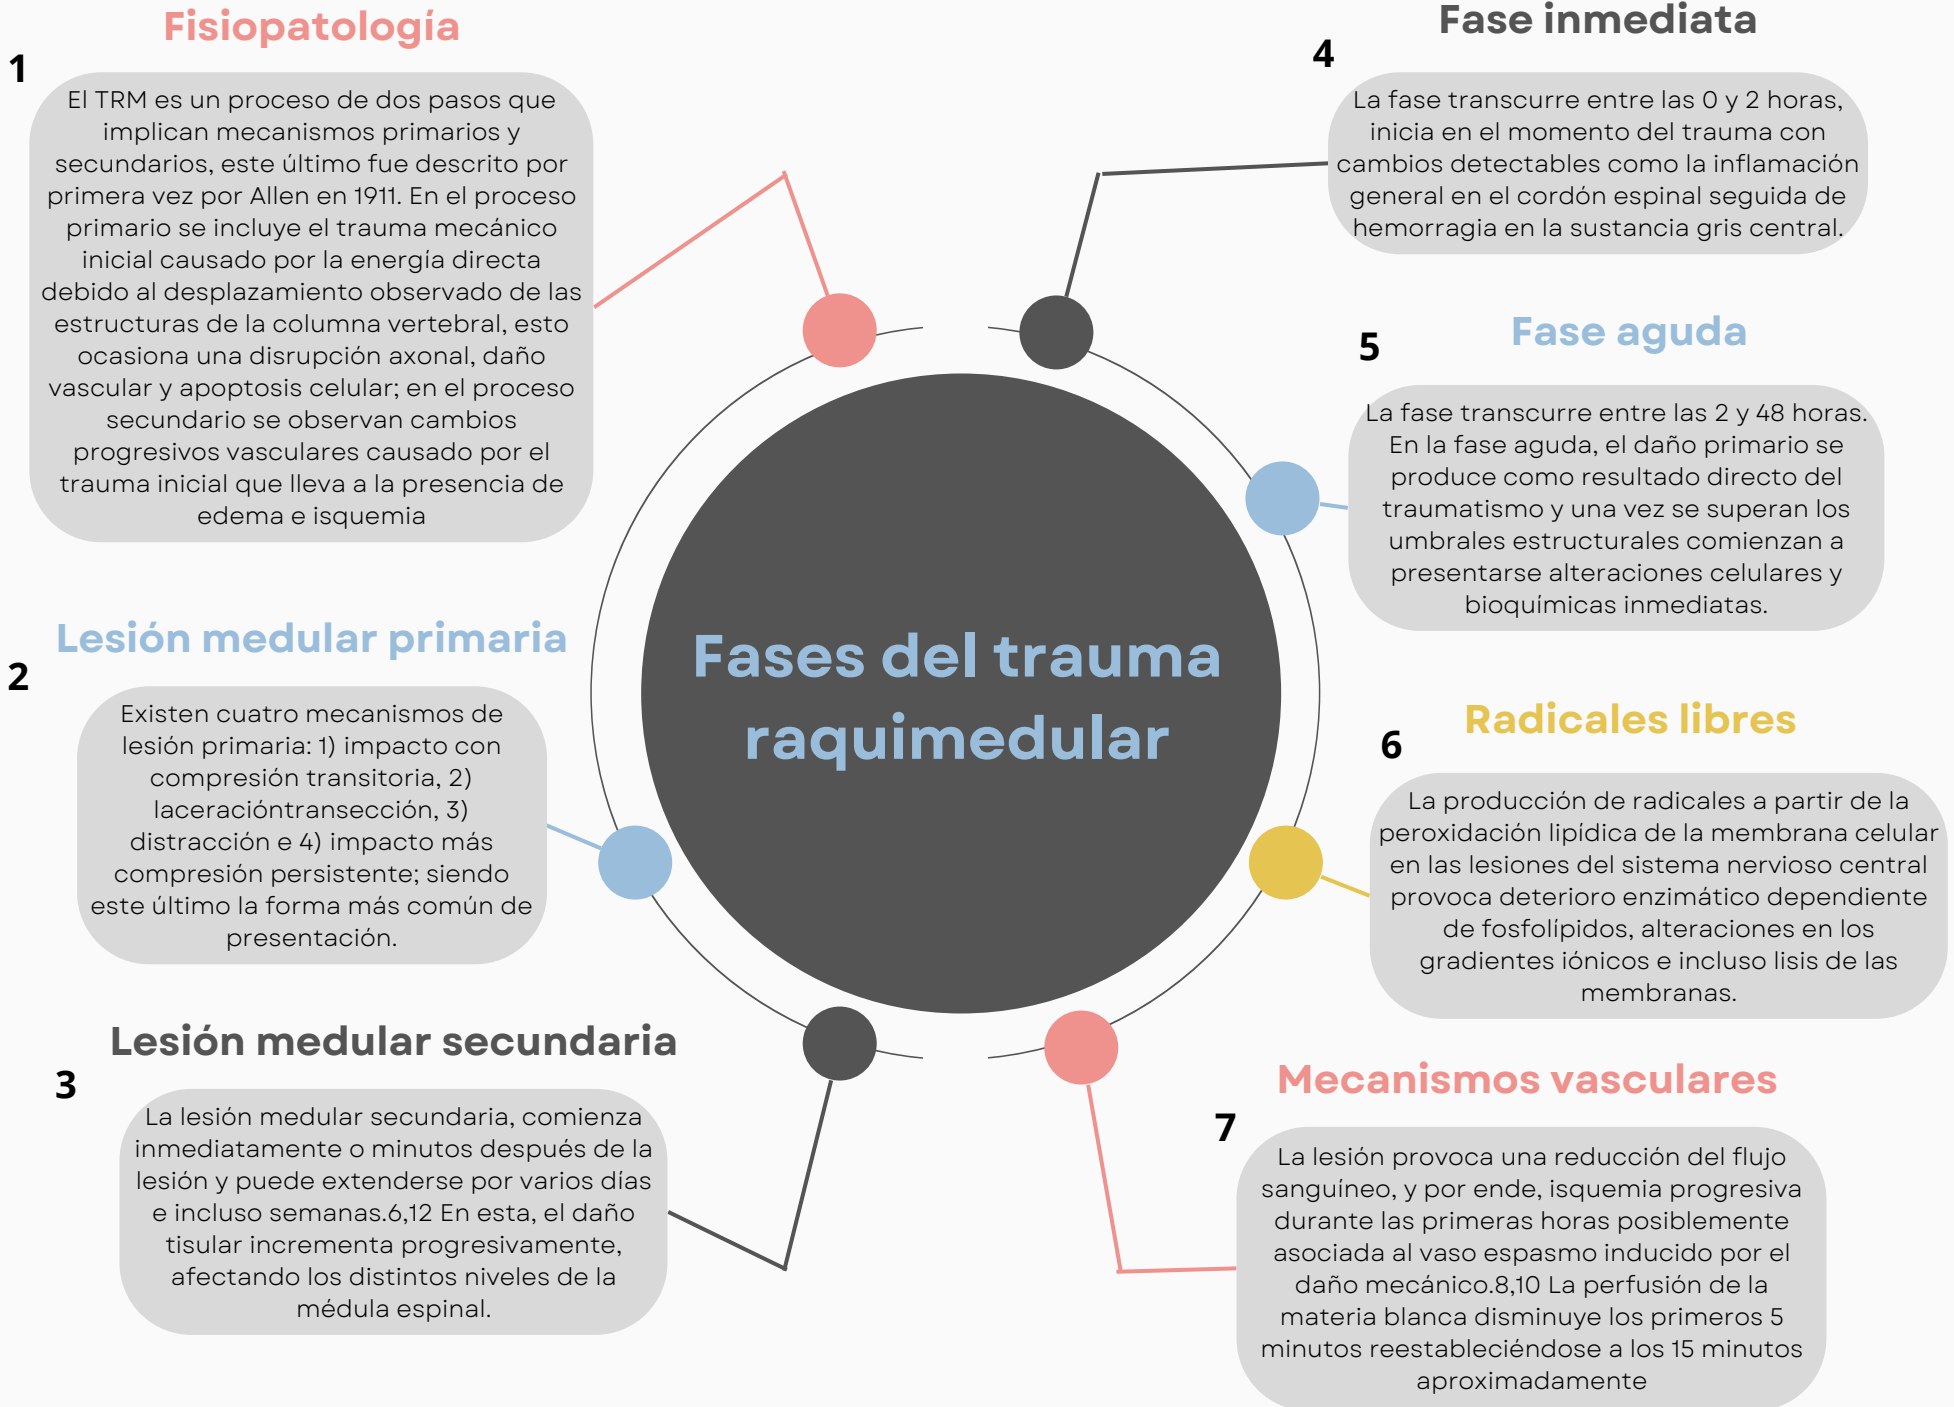 Fisiopatología
1
El TRM es un proceso de dos pasos que
implican mecanismos primarios y
secundarios, este último fue descrito por
primera vez por Allen en 1911. En el proceso
primario se incluye el trauma mecánico
inicial causado por la energía directa
debido al desplazamiento observado de las
estructuras de la columna vertebral, esto
ocasiona una disrupción axonal, daño
vascular y apoptosis celular; en el proceso
secundario se observan cambios
progresivos vasculares causado por el
trauma inicial que lleva a la presencia de
edema e isquemia
Lesión medular primaria
2
Existen cuatro mecanismos de
lesión primaria: 1) impacto con
compresión transitoria, 2)
laceracióntransección, 3)
distracción e 4) impacto más
compresión persistente; siendo
este último la forma más común de
presentación.
Lesión medular secundaria
3
La lesión medular secundaria, comienza
inmediatamente o minutos después de la
lesión y puede extenderse por varios días
e incluso semanas.6,12 En esta, el daño
tisular incrementa progresivamente,
afectando los distintos niveles de la
médula espinal.
Fases del trauma
raquimedular
Fase inmediata
4
La fase transcurre entre las 0 y 2 horas,
inicia en el momento del trauma con
cambios detectables como la inflamación
general en el cordón espinal seguida de
hemorragia en la sustancia gris central.
Fase aguda
5
La fase transcurre entre las 2 y 48 horas.
En la fase aguda, el daño primario se
produce como resultado directo del
traumatismo y una vez se superan los
umbrales estructurales comienzan a
presentarse alteraciones celulares y
bioquímicas inmediatas.
Radicales libres
6
La producción de radicales a partir de la
peroxidación lipídica de la membrana celular
en las lesiones del sistema nervioso central
provoca deterioro enzimático dependiente
de fosfolípidos, alteraciones en los
gradientes iónicos e incluso lisis de las
membranas.
Mecanismos vasculares
7
La lesión provoca una reducción del flujo
sanguíneo, y por ende, isquemia progresiva
durante las primeras horas posiblemente
asociada al vaso espasmo inducido por el
daño mecánico.8,10 La perfusión de la
materia blanca disminuye los primeros 5
minutos reestableciéndose a los 15 minutos
aproximadamente